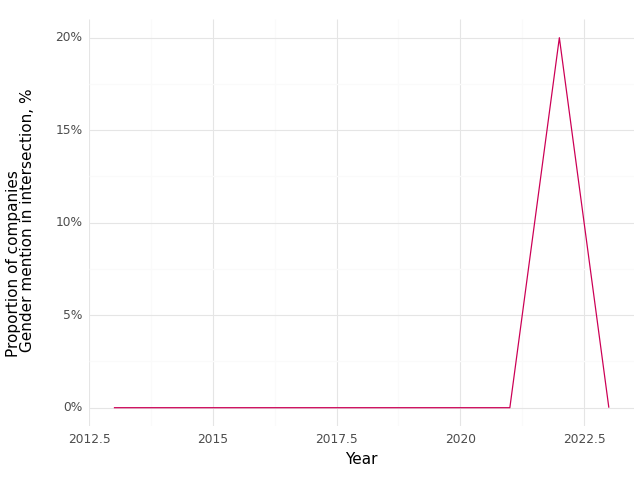 Proportion of companies
Gender mention in intersection, %
20%
15%
10%
5%
0%
2012.5 2015 2017.5 2020 2022.5
Year